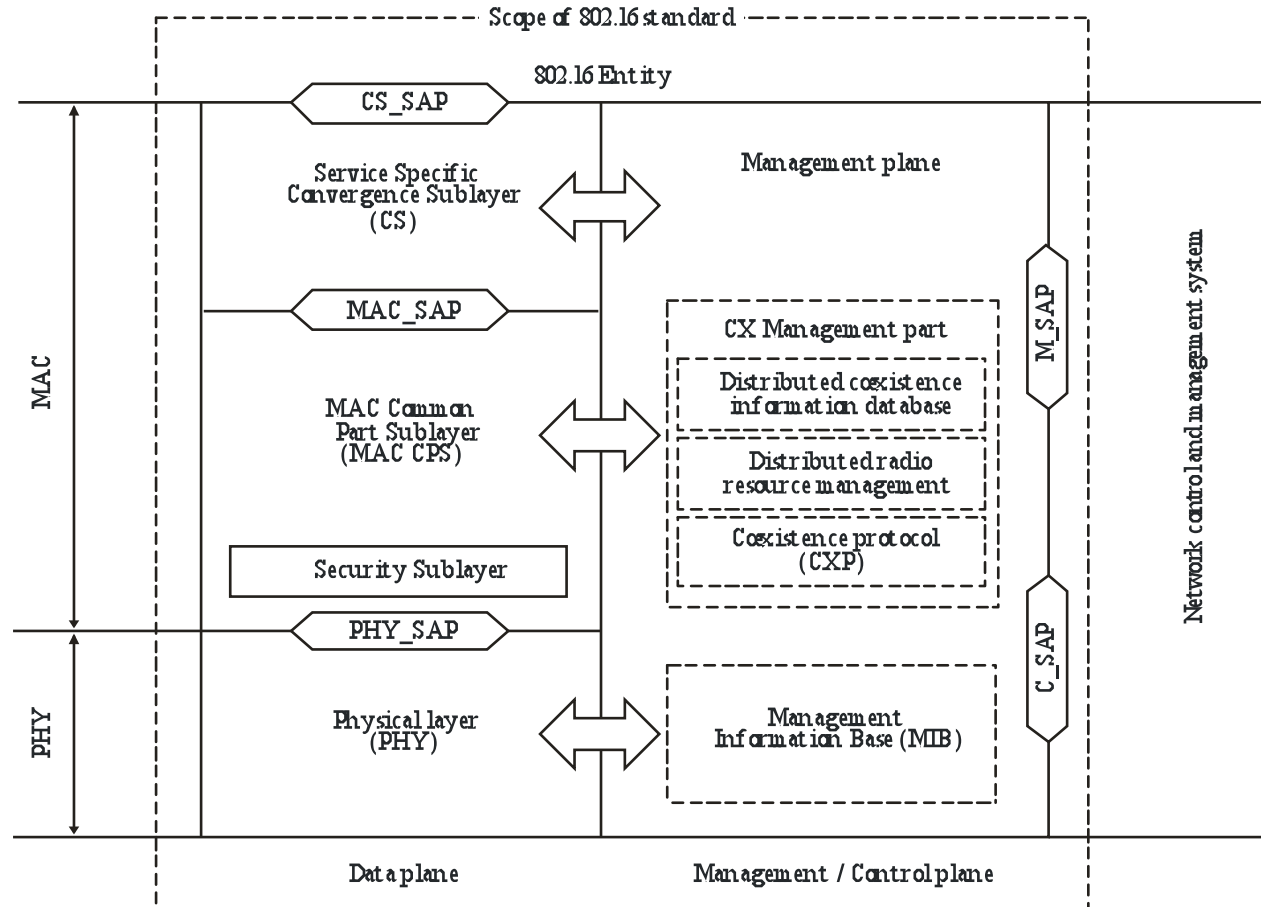 Scope of 802.16 standard
802.16 Entity
CS_SAP
Service Specific
Convergence Sublayer
(CS)
Management plane
MAC_SAP
CX Management part
Distributed coexistence
information database
MAC Common
Part Sublayer
(MAC CPS)
Distributed radio
resource management
Coexistence protocol
(CXP)
Security Sublayer
PHY_SAP
Physical layer
(PHY)
Management
Information Base (MIB)
MAC
PHY
M_SAP
C_SAP
Network control and management system
Data plane
Management / Control plane